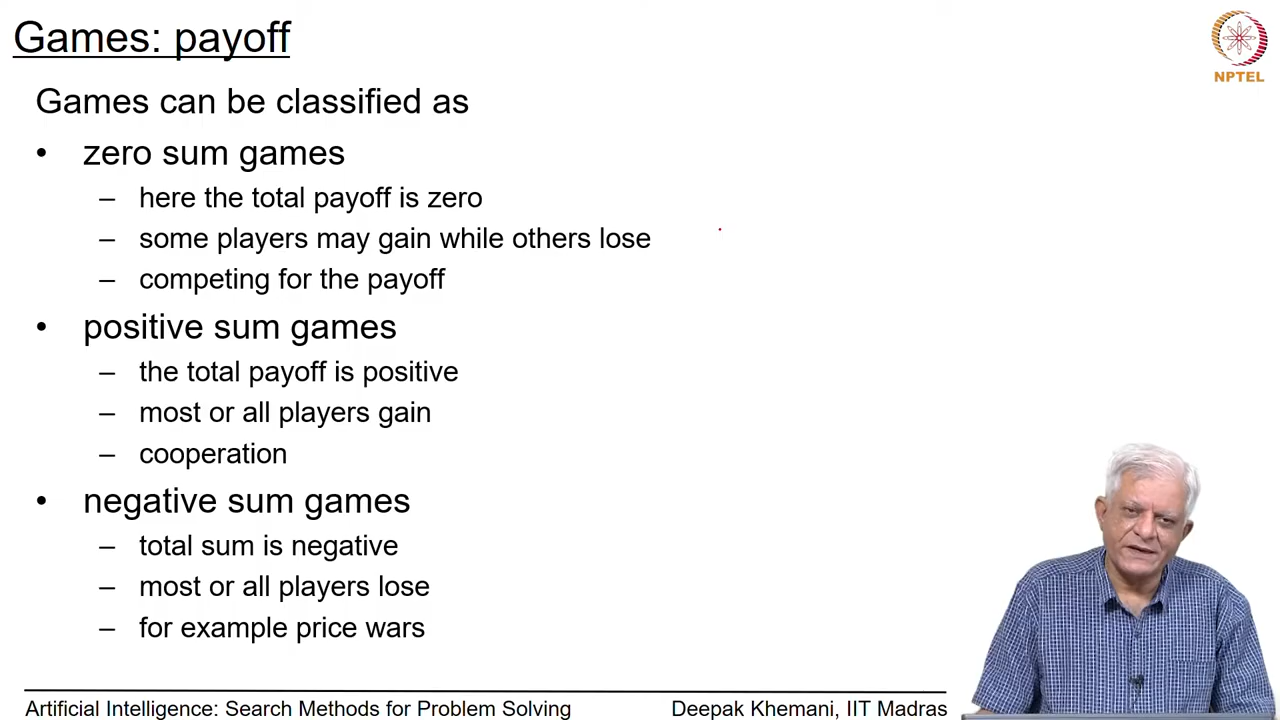 Games: payoff
NPTEL
Games can be classified as
• zero sum games
– here the total payoff is zero
– some players may gain while others lose
– competing for the payoff
• positive sum games
– the total payoff is positive
– most or all players gain
– cooperation
• negative sum games
– total sum is negative
– most or all players lose
– for example price wars
Artificial Intelligence: Search Methods for Problem Solving
Deepak Khemani, IIT Madras